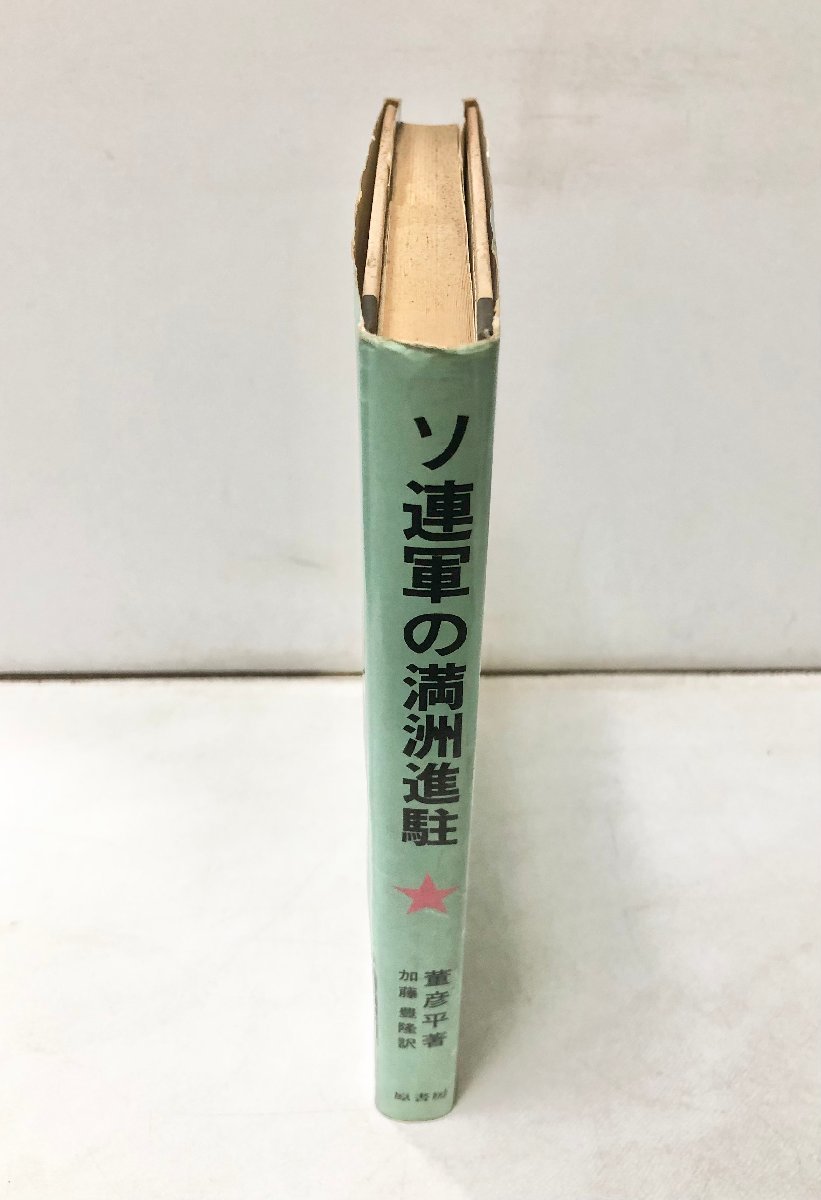 ソ連軍の満洲進駐
董彦平著
加藤豊隆訳
原書房